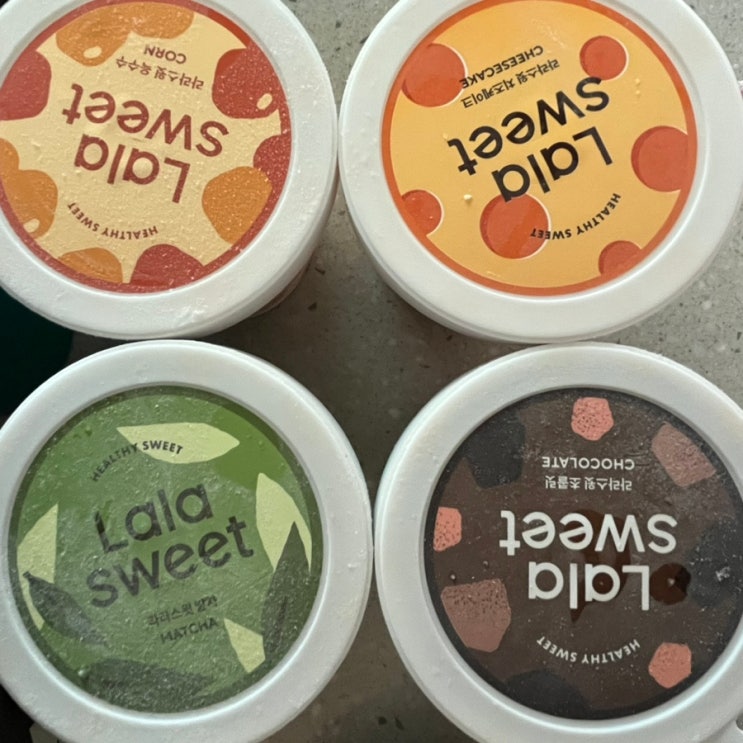 HEALTHY SWEET
Lala
sweet
라라스윗 옥수수
CORN
HEALTHY SWEET
Lala
sweet
라라스윗 치즈케이크
CHEESECAKE
HEALTHY SWEET
Lala
sweet
라라스윗 말차
MATCHA
HEALTHY SWEET
Lala
sweet
라라스윗 초콜릿
CHOCOLATE